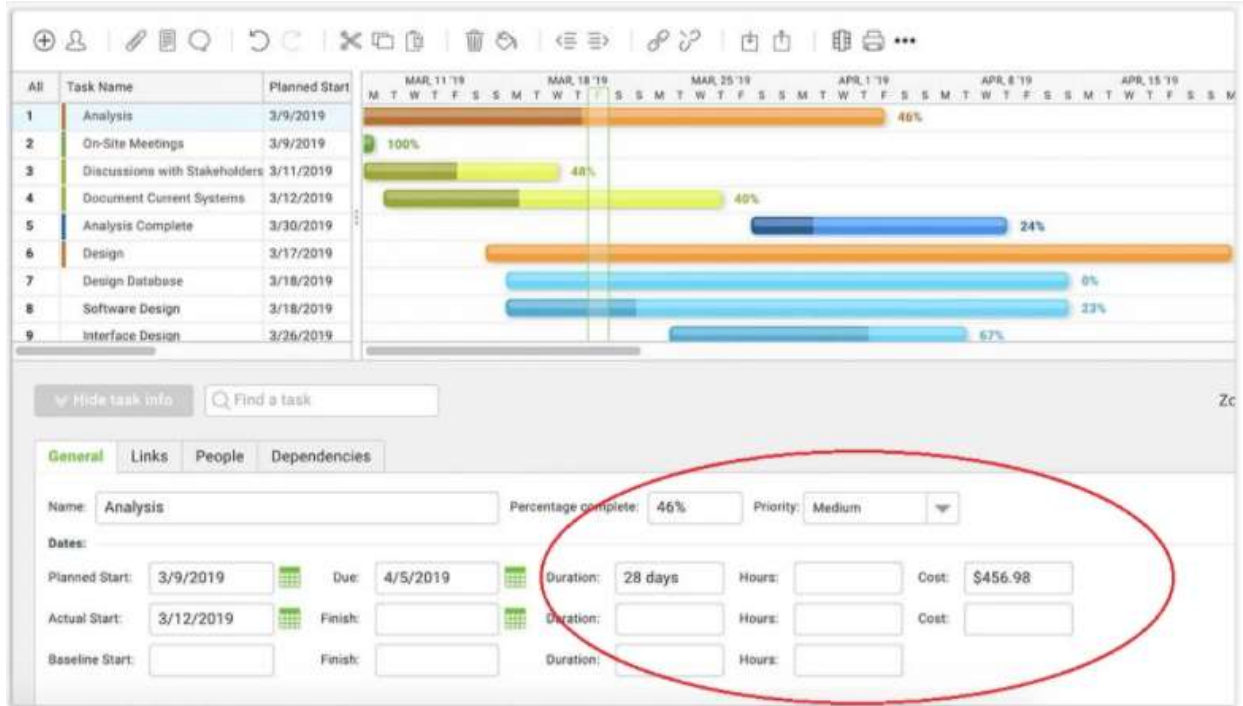 All Task Name Planned Start MAR, 11 '19 MAR, 18 '19 MAR, 25 '19 APR, 1 '19 APR, 8 '19 APR, 15 '19
M T W T F S S M T W T F S S M T W T F S S M T W T F S S M T W T F S S M T W T F S S M
1 Analysis 3/9/2019 46%
2 On-Site Meetings 3/9/2019 100%
3 Discussions with Stakeholders 3/11/2019 48%
4 Document Current Systems 3/12/2019 40%
5 Analysis Complete 3/30/2019 24%
6 Design 3/17/2019
7 Design Database 3/18/2019 0%
8 Software Design 3/18/2019 23%
9 Interface Design 3/26/2019 67%
Hide task info Find a task Zo
General Links People Dependencies
Name: Analysis Percentage complete: 46% Priority: Medium
Dates:
Planned Start: 3/9/2019 Due: 4/5/2019 Duration: 28 days Hours: Cost: $456.98
Actual Start: 3/12/2019 Finish: Duration: Hours: Cost:
Baseline Start: Finish: Duration: Hours: